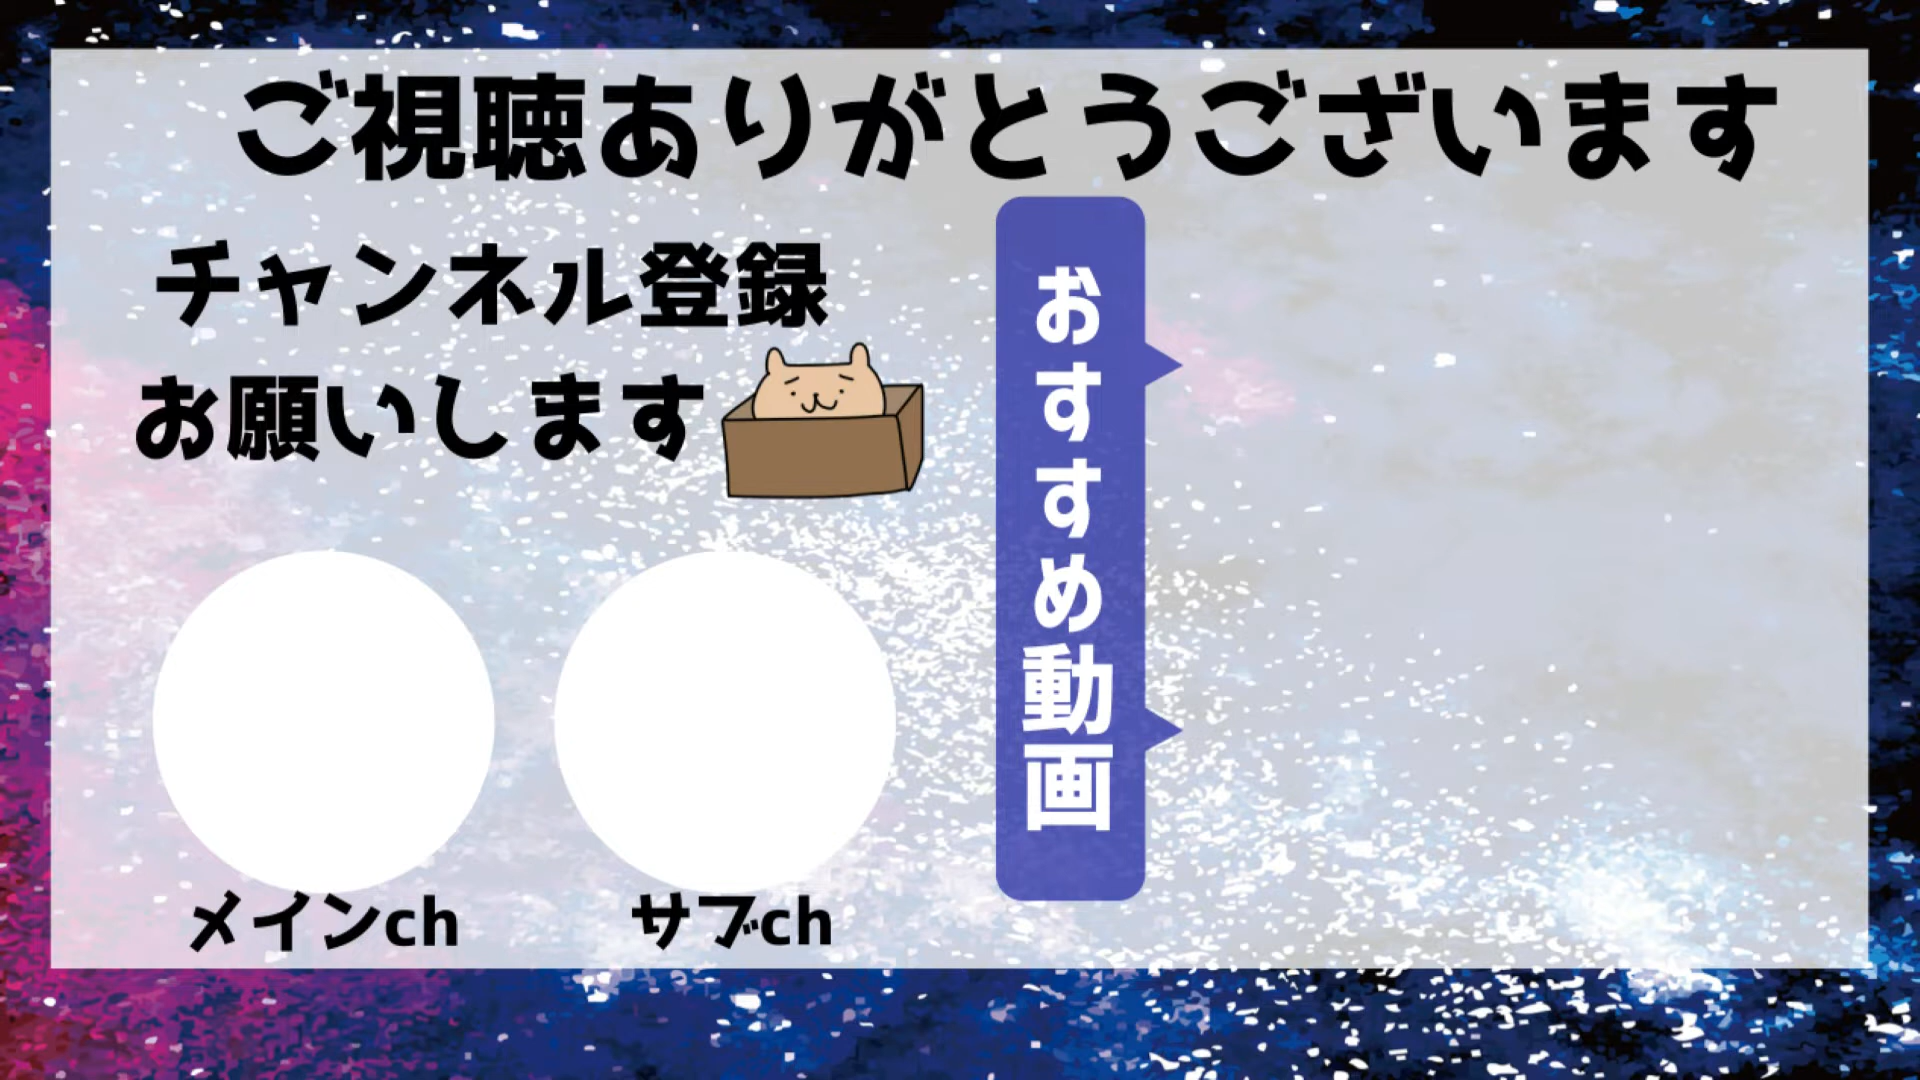 ご視聴ありがとうございます
チャンネル登録
お願いします
おすすめ動画
メインch
サブch